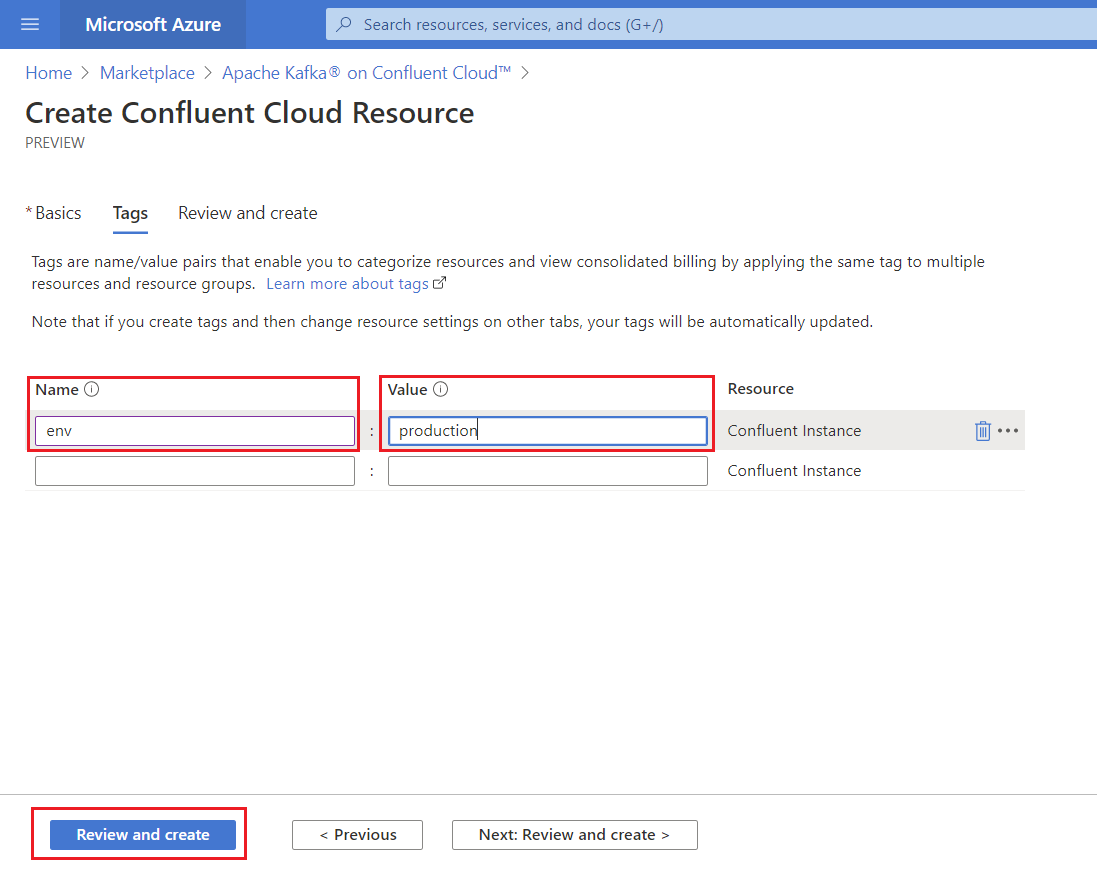 Microsoft Azure
Search resources, services, and docs (G+/)
Home > Marketplace > Apache Kafka® on Confluent Cloud™ >
Create Confluent Cloud Resource
PREVIEW
* Basics Tags Review and create
Tags are name/value pairs that enable you to categorize resources and view consolidated billing by applying the same tag to multiple
resources and resource groups. Learn more about tags
Note that if you create tags and then change resource settings on other tabs, your tags will be automatically updated.
Name Value Resource
env : production Confluent Instance
: Confluent Instance
Review and create < Previous Next: Review and create >